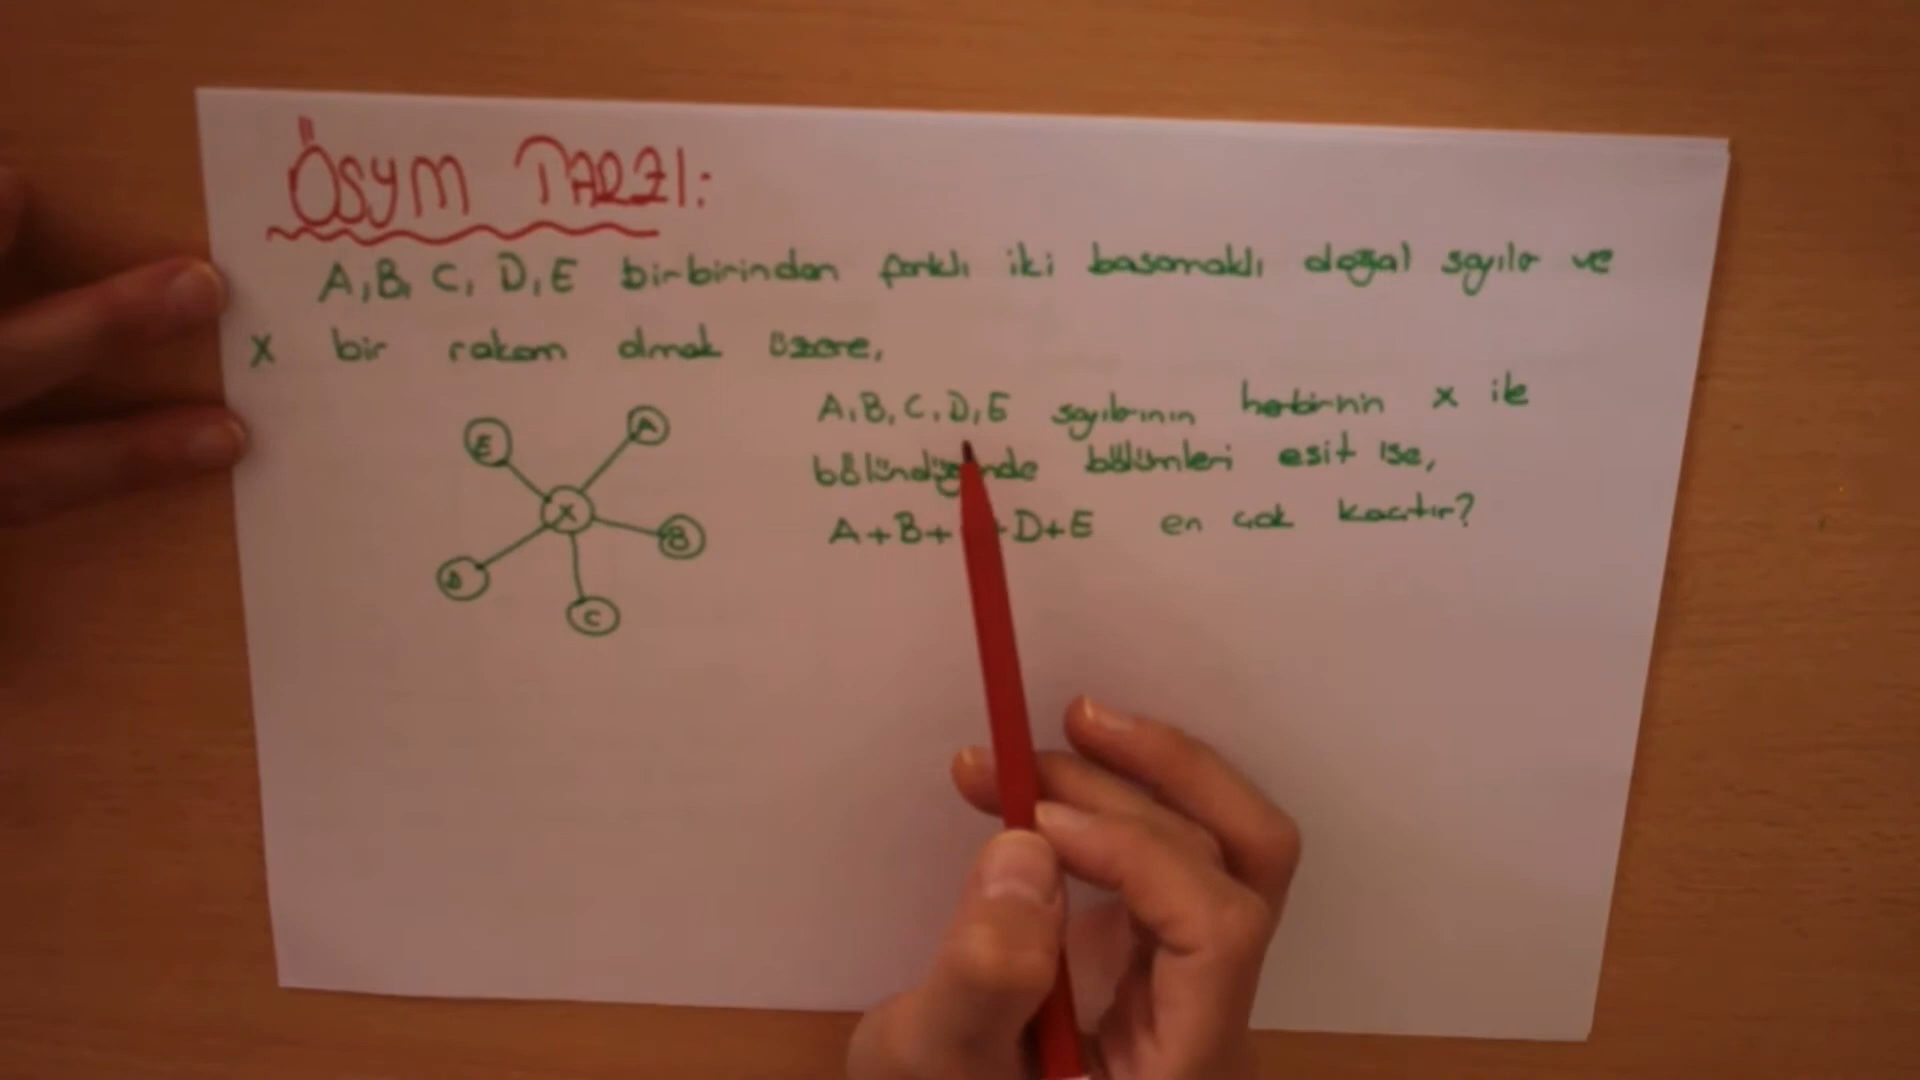 ÖSYM TARZI:
A, B, C, D, E birbirinden farklı iki basamaklı doğal sayılar ve
X bir rakam olmak üzere,
A, B, C, D, E sayılarının herbirinin x ile
bölündüğünde bölümleri eşit ise,
A+B+ +D+E en çok kaçtır?
E
A
X
B
D
C